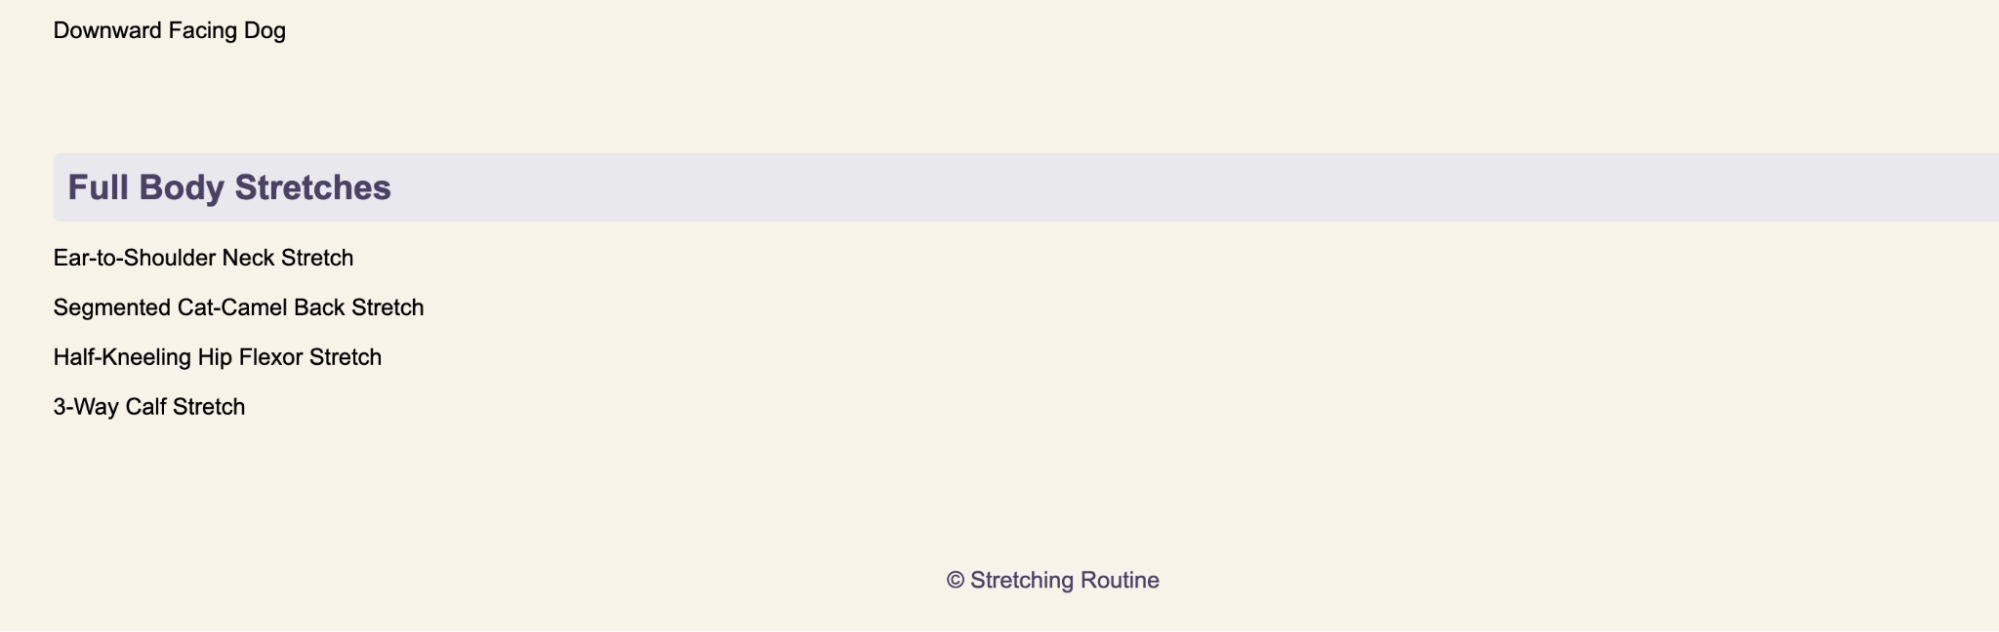 Downward Facing Dog
Full Body Stretches
Ear-to-Shoulder Neck Stretch
Segmented Cat-Camel Back Stretch
Half-Kneeling Hip Flexor Stretch
3-Way Calf Stretch
© Stretching Routine